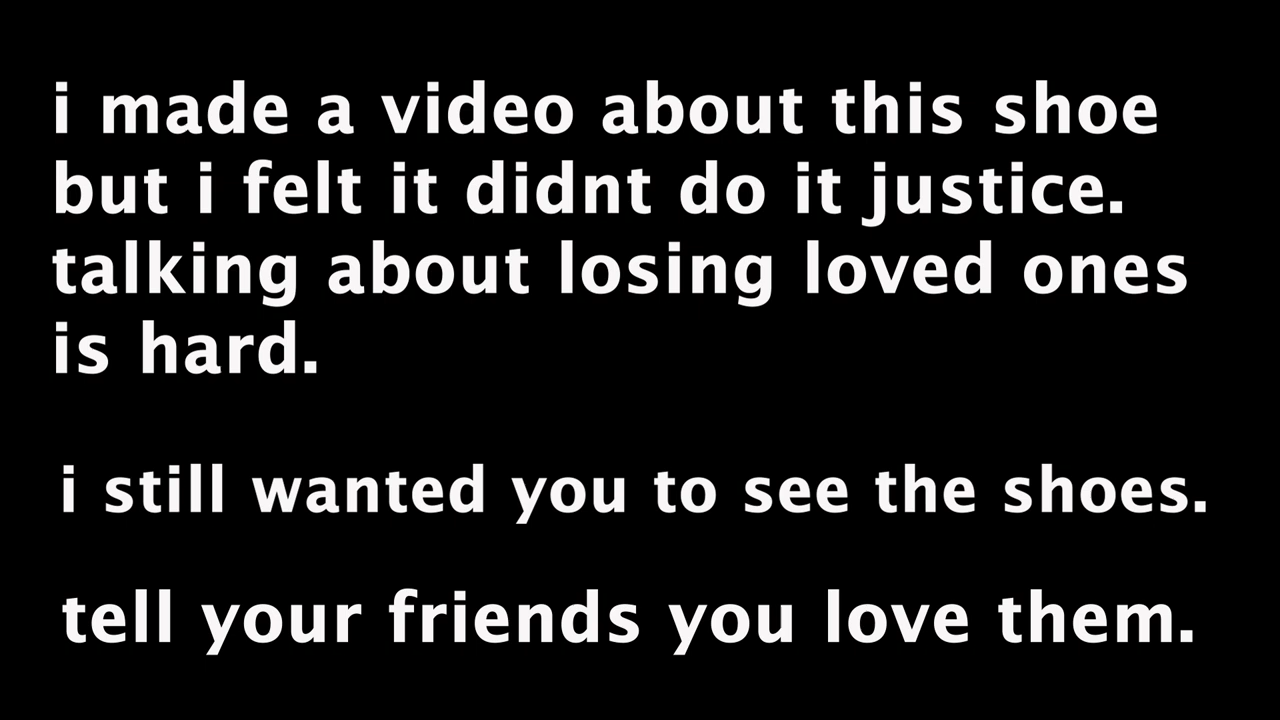 i made a video about this shoe
but i felt it didnt do it justice.
talking about losing loved ones
is hard.
i still wanted you to see the shoes.
tell your friends you love them.